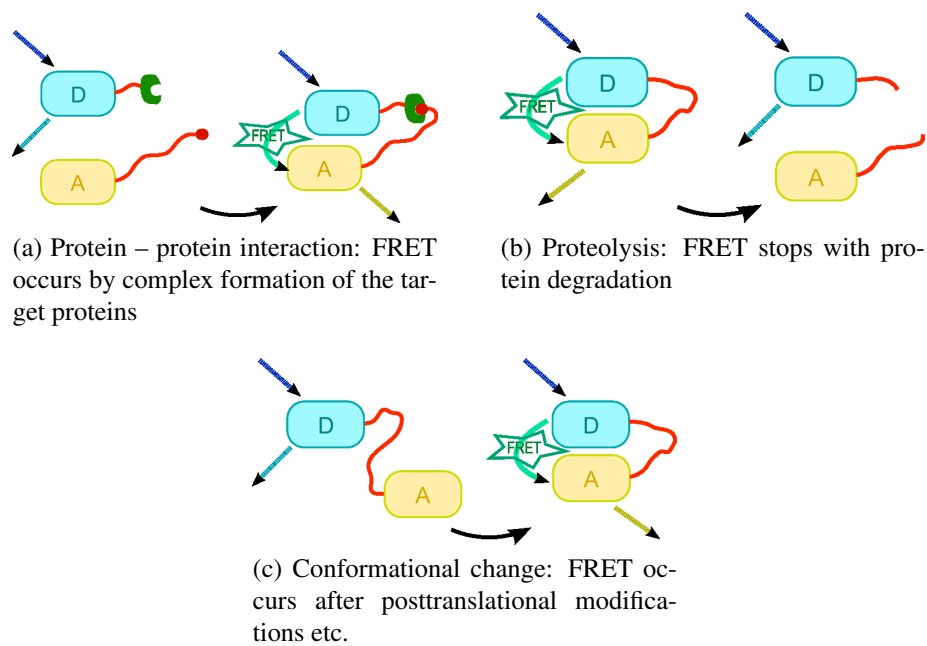 D
A
FRET
D
A
(a) Protein – protein interaction: FRET
occurs by complex formation of the tar-
get proteins
FRET
D
A
D
A
(b) Proteolysis: FRET stops with pro-
tein degradation
D
A
FRET
D
A
(c) Conformational change: FRET oc-
curs after posttranslational modifica-
tions etc.